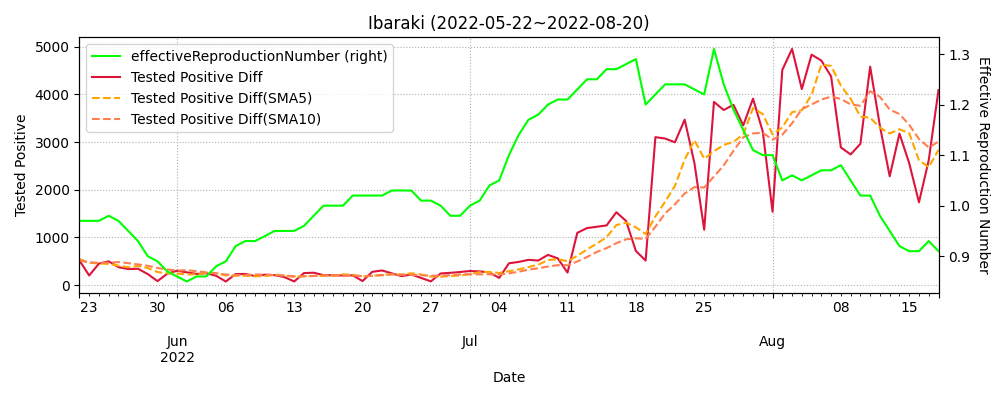 Ibaraki (2022-05-22~2022-08-20)
effectiveReproductionNumber (right)
Tested Positive Diff
Tested Positive Diff(SMA5)
Tested Positive Diff(SMA10)
Tested Positive
5000
4000
3000
2000
1000
0
Effective Reproduction Number
1.3
1.2
1.1
1.0
0.9
23 30 06 13 20 27 04 11 18 25 08 15
Jun Jul Aug
2022
Date